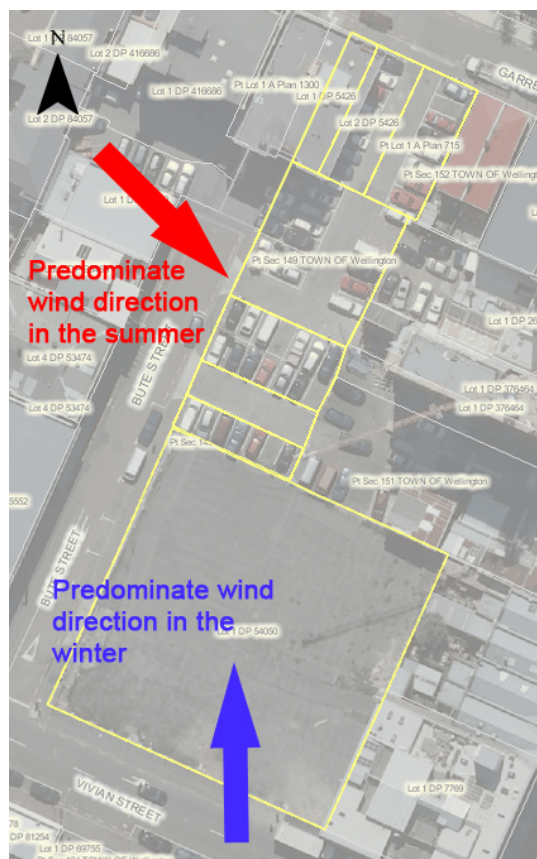 N
Lot 2 DP 416686
Lot 1 DP 416686
Pt Lot 1 A Plan 1300
Lot 1 DP 5426
Lot 2 DP 84057
Lot 2 DP 5426
Pt Lot 1 A Plan 715
Pt Sec 152 TOWN OF Wellington
Pt Sec 149 TOWN OF Wellington
Predominate
wind direction
in the summer
Lot 4 DP 53474
BUTE STREET
Lot 1 DP 376464
Lot 1 DP 376464
Lot 4 DP 53474
Pt Sec 151 TOWN OF Wellington
5552
BUTE STREET
Predominate wind
direction in the
winter
Lot 1 DP 54050
VIVIAN STREET
Lot 1 DP 7769
DP 81254
Lot 1 DP 69755